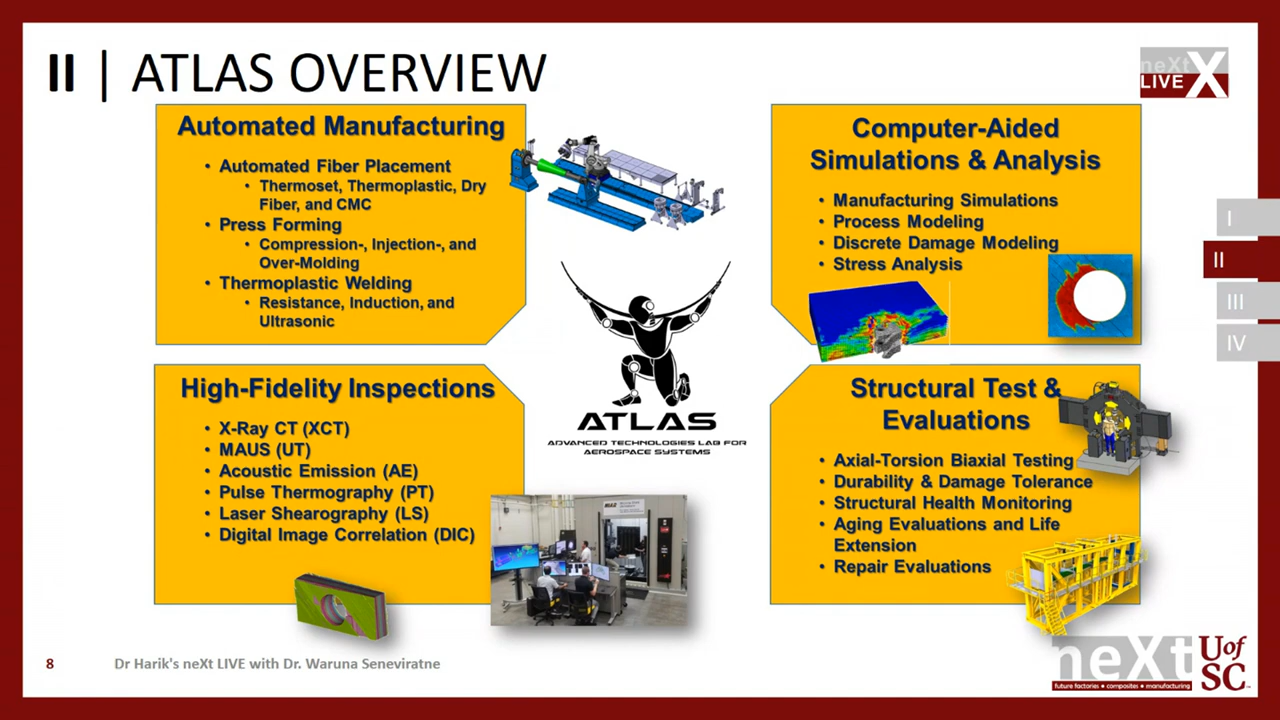 II | ATLAS OVERVIEW
neXt
LIVE X
Automated Manufacturing
• Automated Fiber Placement
• Thermoset, Thermoplastic, Dry
Fiber, and CMC
• Press Forming
• Compression-, Injection-, and
Over-Molding
• Thermoplastic Welding
• Resistance, Induction, and
Ultrasonic
Computer-Aided
Simulations & Analysis
• Manufacturing Simulations
• Process Modeling
• Discrete Damage Modeling
• Stress Analysis
I
II
III
IV
ATLAS
ADVANCED TECHNOLOGIES LAB FOR
AEROSPACE SYSTEMS
High-Fidelity Inspections
• X-Ray CT (XCT)
• MAUS (UT)
• Acoustic Emission (AE)
• Pulse Thermography (PT)
• Laser Shearography (LS)
• Digital Image Correlation (DIC)
Structural Test &
Evaluations
• Axial-Torsion Biaxial Testing
• Durability & Damage Tolerance
• Structural Health Monitoring
• Aging Evaluations and Life
Extension
• Repair Evaluations
8
Dr Harik's neXt LIVE with Dr. Waruna Seneviratne
neXt
future factories • composites • manufacturing
UofSC